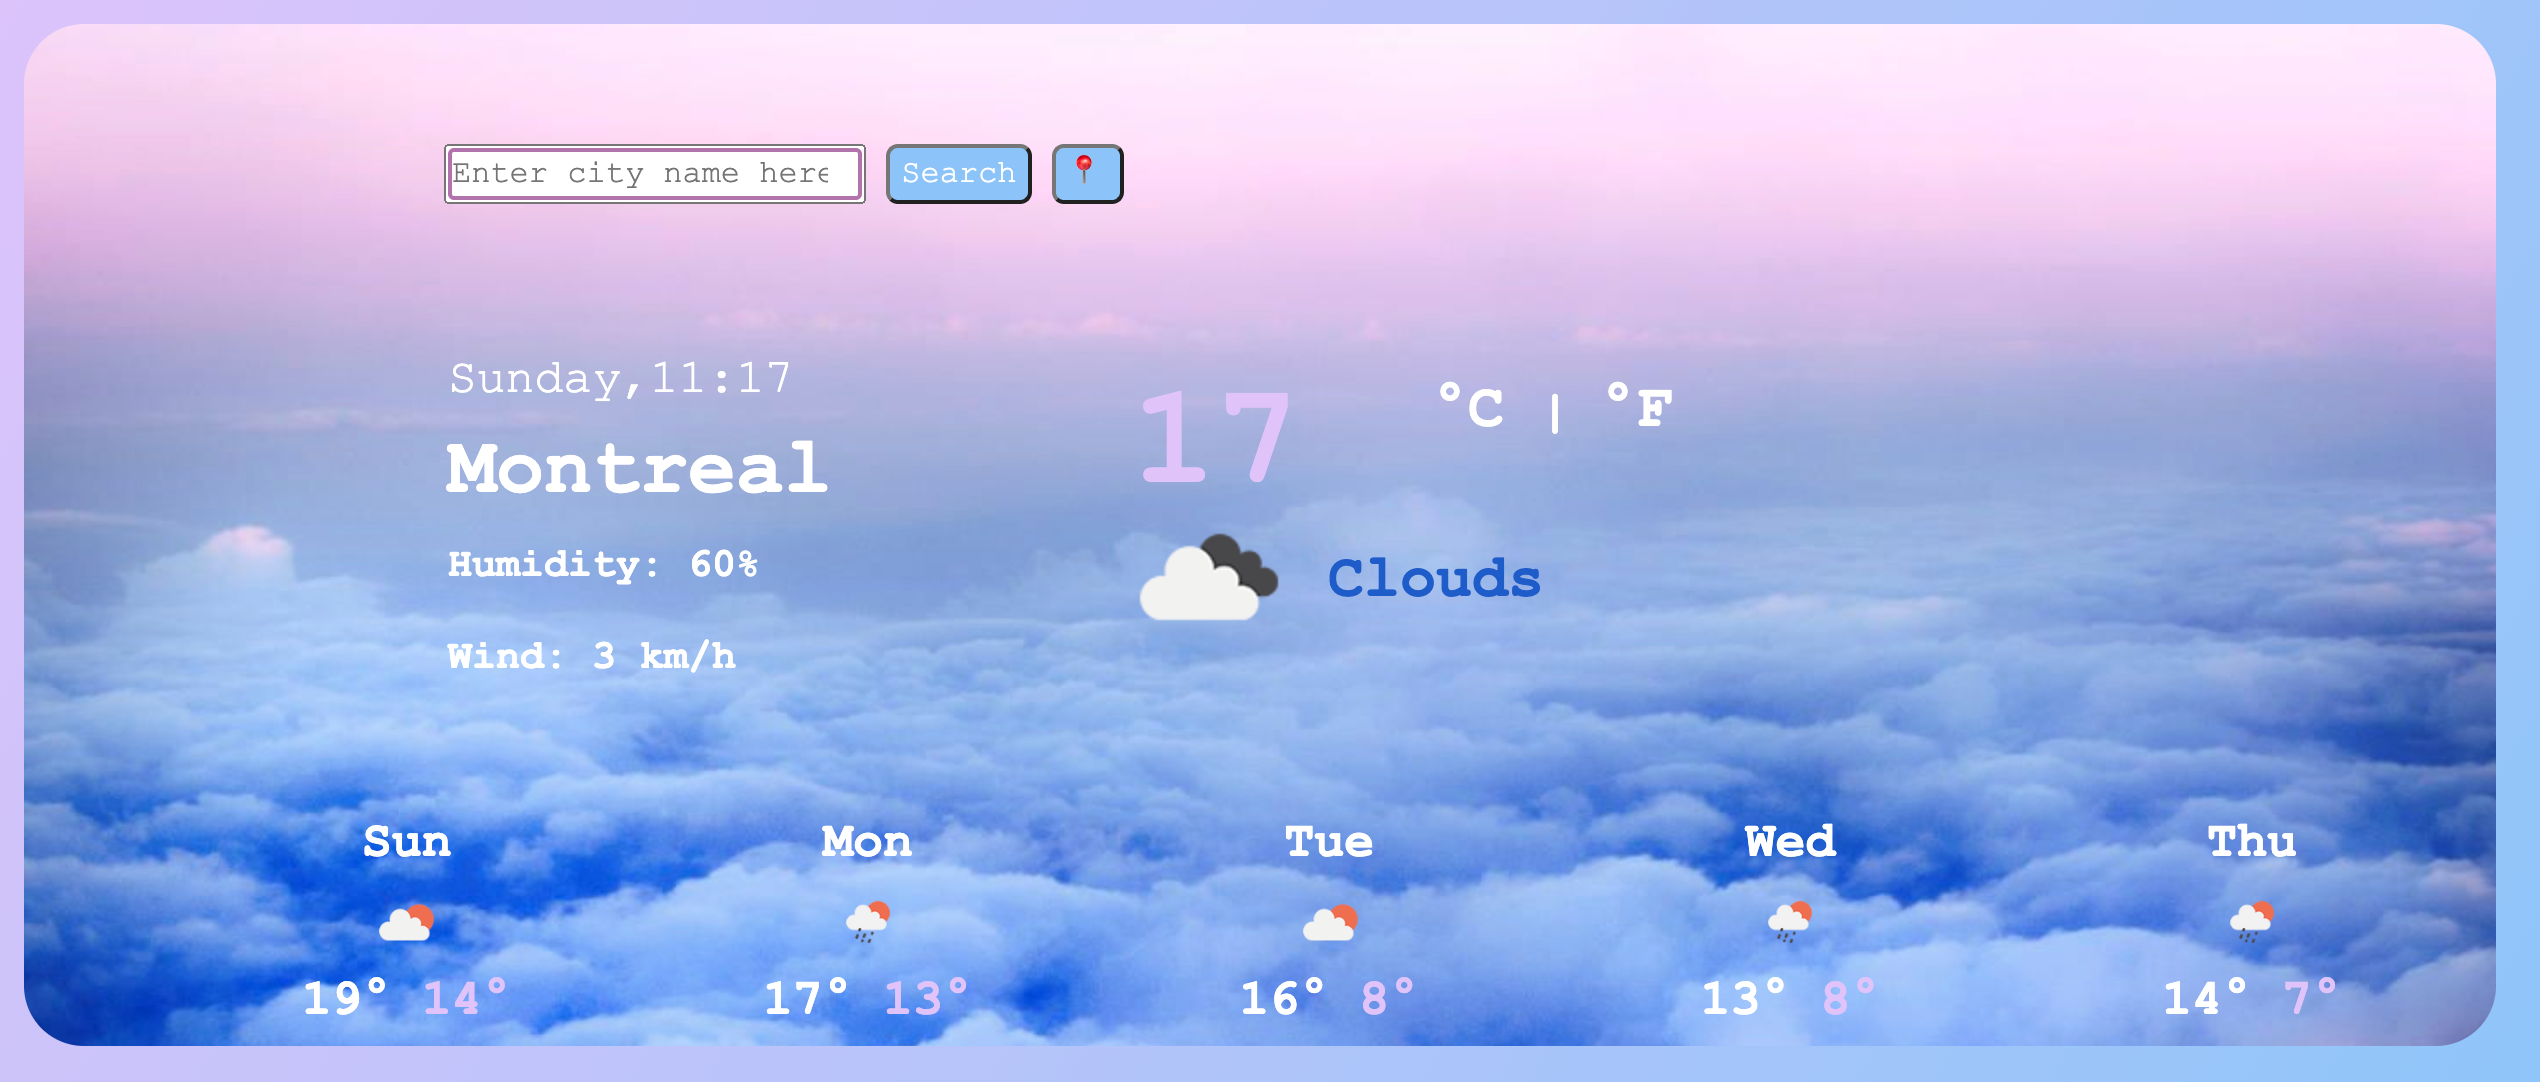 Enter city name here
Search
Sunday,11:17
Montreal
Humidity: 60%
Wind: 3 km/h
17
°C | °F
Clouds
Sun Mon Tue Wed Thu
19° 14° 17° 13° 16° 8° 13° 8° 14° 7°